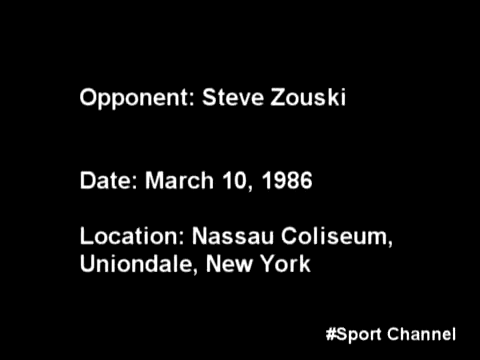 Opponent: Steve Zouski
Date: March 10, 1986
Location: Nassau Coliseum,
Uniondale, New York
#Sport Channel